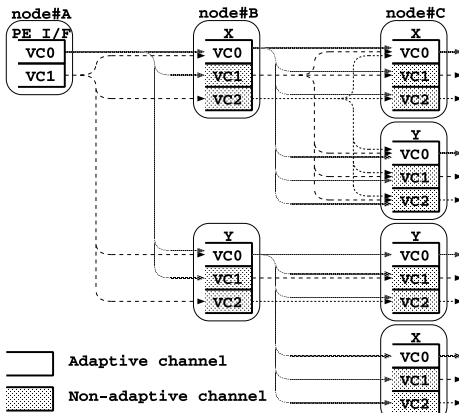 node#A node#B node#C
PE I/F X X
VC0 VC0 VC0
VC1 VC1 VC1
VC2 VC2
Y
VC0
VC1
VC2
Y Y
VC0 VC0
VC1 VC1
VC2 VC2
X
Adaptive channel VC0
VC1
Non-adaptive channel VC2